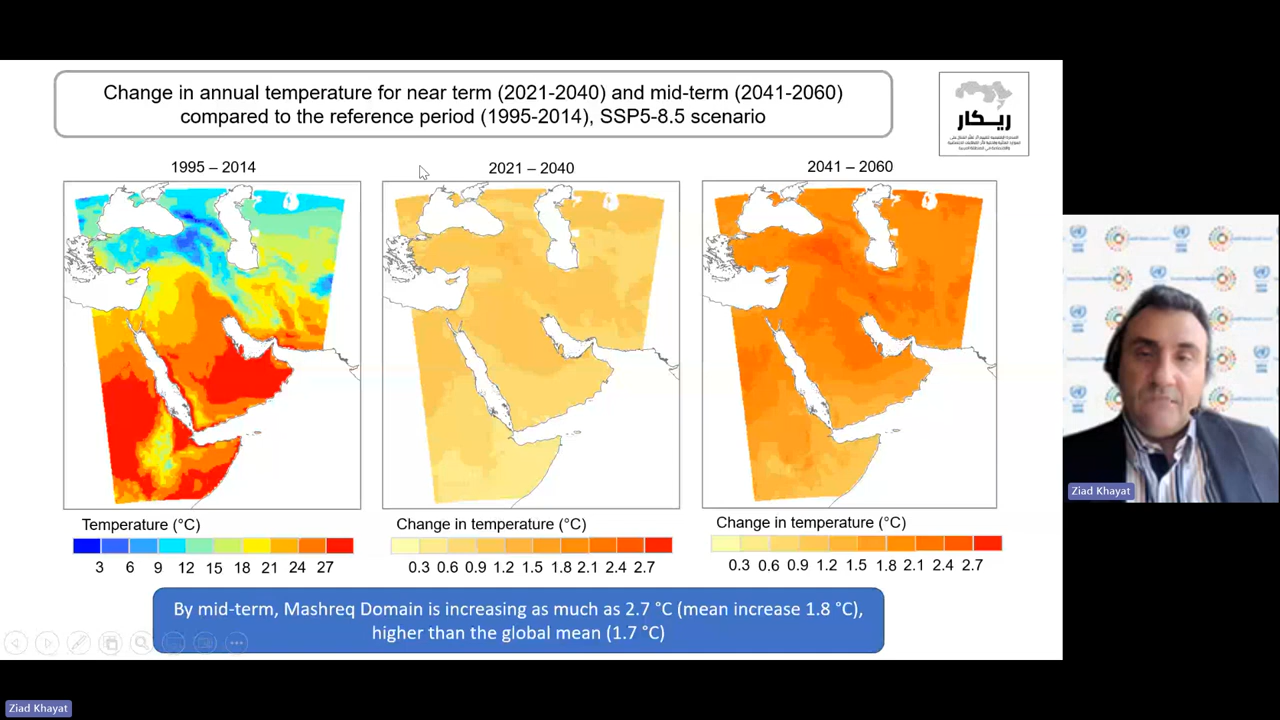 Change in annual temperature for near term (2021-2040) and mid-term (2041-2060)
compared to the reference period (1995-2014), SSP5-8.5 scenario
ريـكار
1995 – 2014
2021 – 2040
2041 – 2060
Temperature (°C)
3 6 9 12 15 18 21 24 27
Change in temperature (°C)
0.3 0.6 0.9 1.2 1.5 1.8 2.1 2.4 2.7
Change in temperature (°C)
0.3 0.6 0.9 1.2 1.5 1.8 2.1 2.4 2.7
By mid-term, Mashreq Domain is increasing as much as 2.7 °C (mean increase 1.8 °C),
higher than the global mean (1.7 °C)
Ziad Khayat
Ziad Khayat